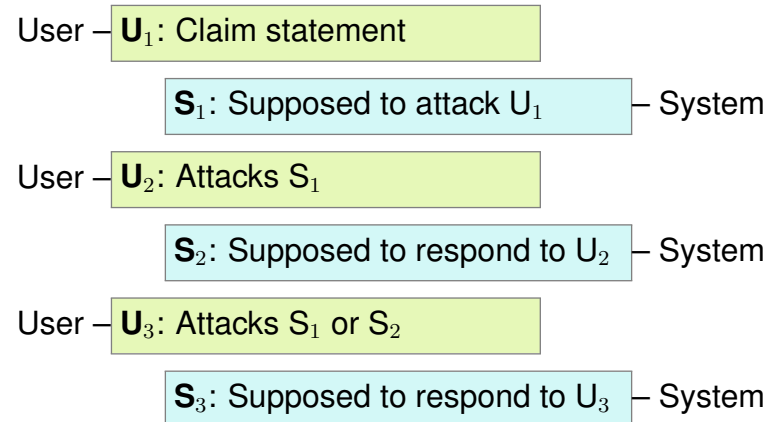 User – U₁: Claim statement
S₁: Supposed to attack U₁ – System
User – U₂: Attacks S₁
S₂: Supposed to respond to U₂ – System
User – U₃: Attacks S₁ or S₂
S₃: Supposed to respond to U₃ – System